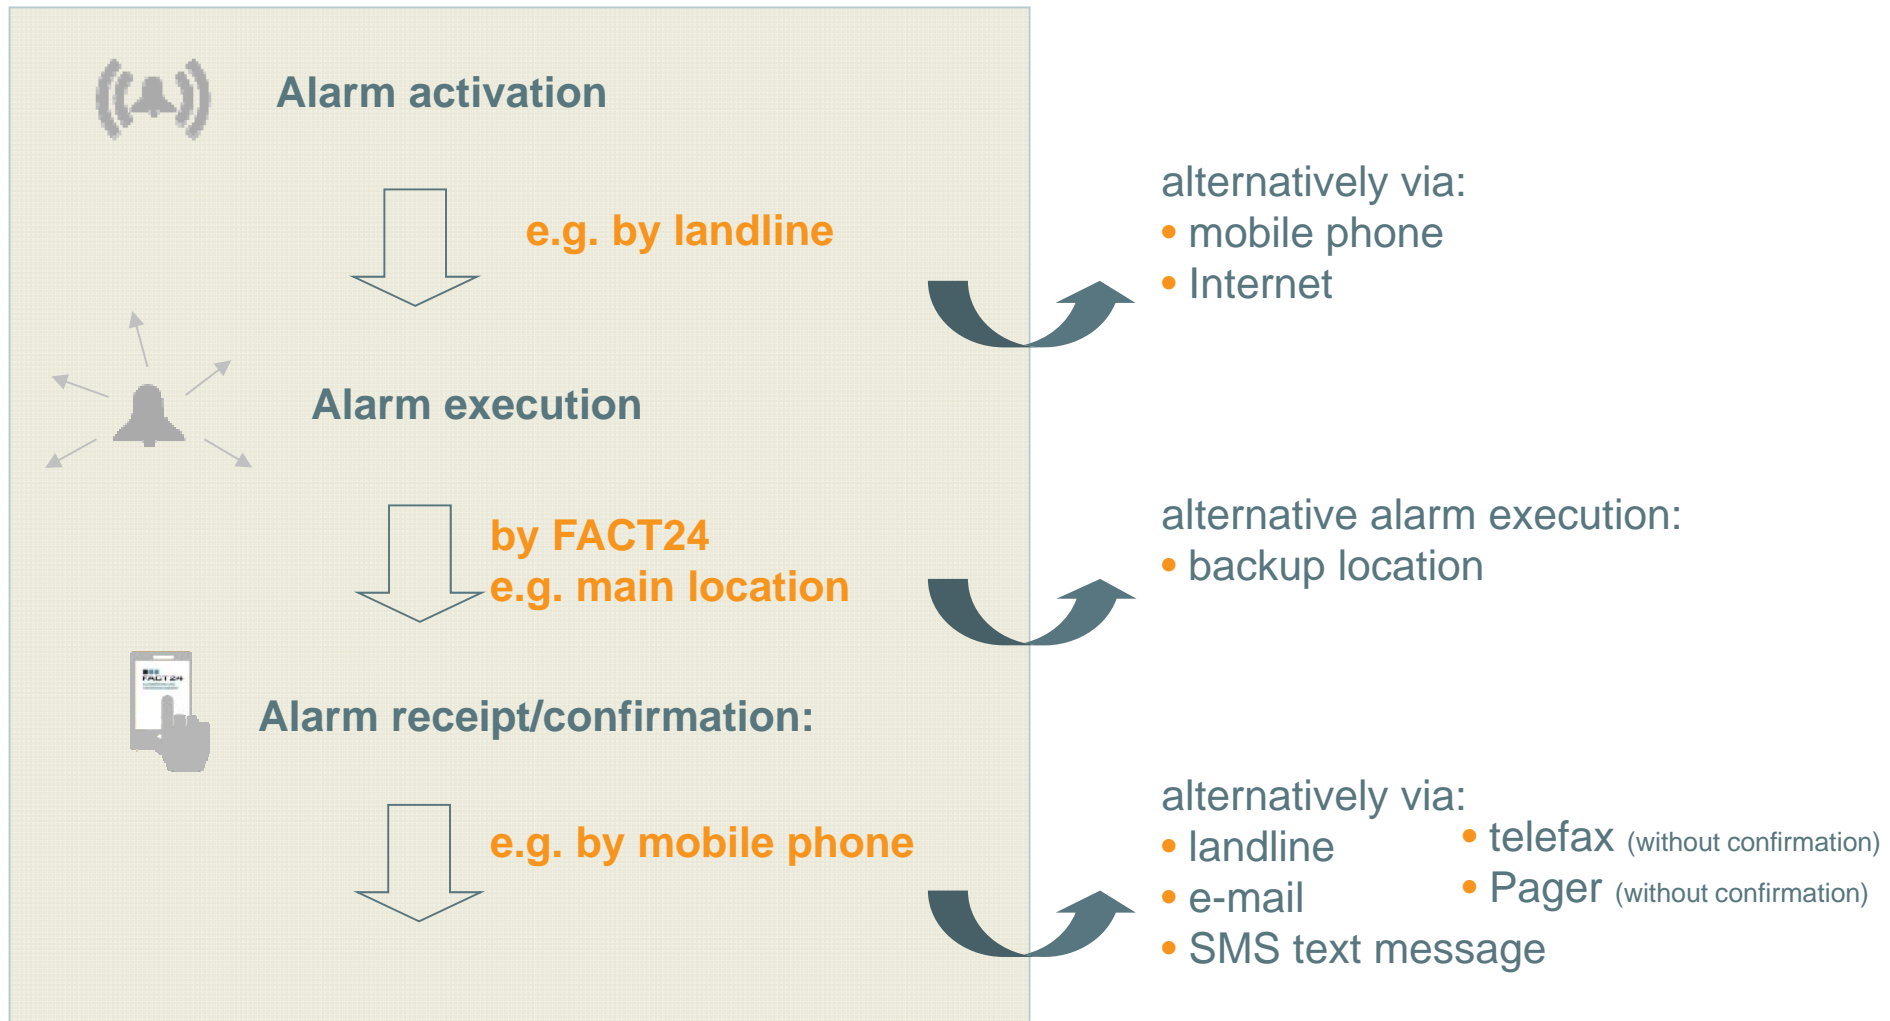 Alarm activation
e.g. by landline
alternatively via:
• mobile phone
• Internet
Alarm execution
by FACT24
e.g. main location
alternative alarm execution:
• backup location
FACT24
Alarm receipt/confirmation:
e.g. by mobile phone
alternatively via:
• landline
• e-mail
• SMS text message
• telefax (without confirmation)
• Pager (without confirmation)